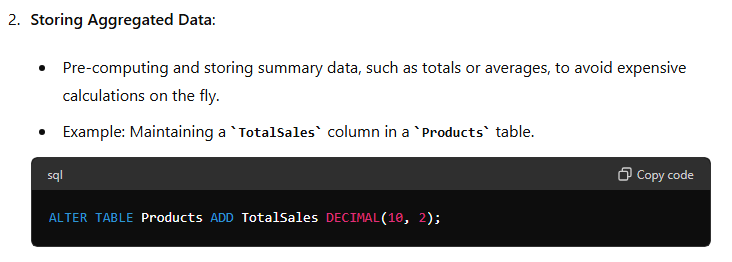 2. Storing Aggregated Data:
• Pre-computing and storing summary data, such as totals or averages, to avoid expensive
calculations on the fly.
• Example: Maintaining a `TotalSales` column in a `Products` table.
sql Copy code
ALTER TABLE Products ADD TotalSales DECIMAL(10, 2);